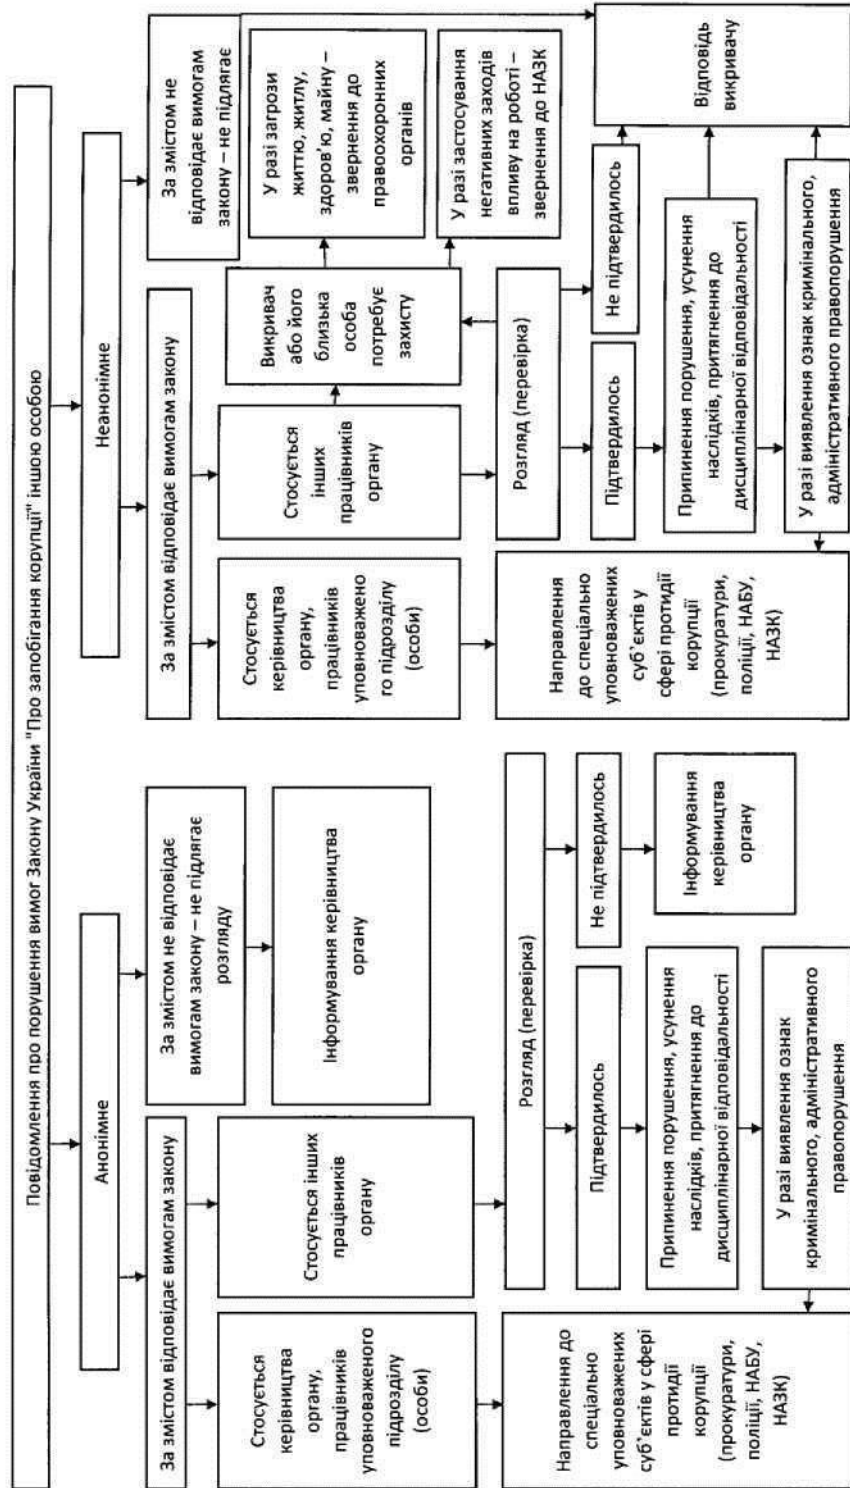 Повідомлення про порушення вимог Закону України "Про запобігання корупції" іншою особою
Анонімне
За змістом відповідає вимогам закону
Стосується
керівництва
органу,
працівників
уповноваженого
підрозділу
(особи)
Направлення до
спеціально
уповноважених
суб`єктів у сфері
протидії
корупції
(прокуратури,
поліції, НАБУ,
НАЗК)
Стосується інших
працівників
органу
Розгляд (перевірка)
Підтвердилось
Припинення порушення, усунення
наслідків, притягнення до
дисциплінарної відповідальності
У разі виявлення ознак
кримінального, адміністративного
правопорушення
Не підтвердилось
Інформування
керівництва
органу
За змістом не відповідає
вимогам закону – не підлягає
розгляду
Інформування керівництва
органу
Неанонімне
За змістом відповідає вимогам закону
Стосується
керівництва
органу,
працівників
уповноважено
го підрозділу
(особи)
Направлення
до спеціально
уповноважених
суб`єктів у
сфері протидії
корупції
(прокуратури,
поліції, НАБУ,
НАЗК)
Стосується
інших
працівників
органу
Викривач
або його
близька
особа
потребує
захисту
У разі загрози
життю, житлу,
здоров'ю, майну –
звернення до
правоохоронних
органів
У разі застосування
негативних заходів
впливу на роботі –
звернення до НАЗК
Розгляд (перевірка)
Підтвердилось
Не підтвердилось
Припинення порушення, усунення
наслідків, притягнення до
дисциплінарної відповідальності
У разі виявлення ознак кримінального,
адміністративного правопорушення
За змістом не
відповідає вимогам
закону – не підлягає
Відповідь
викривачу